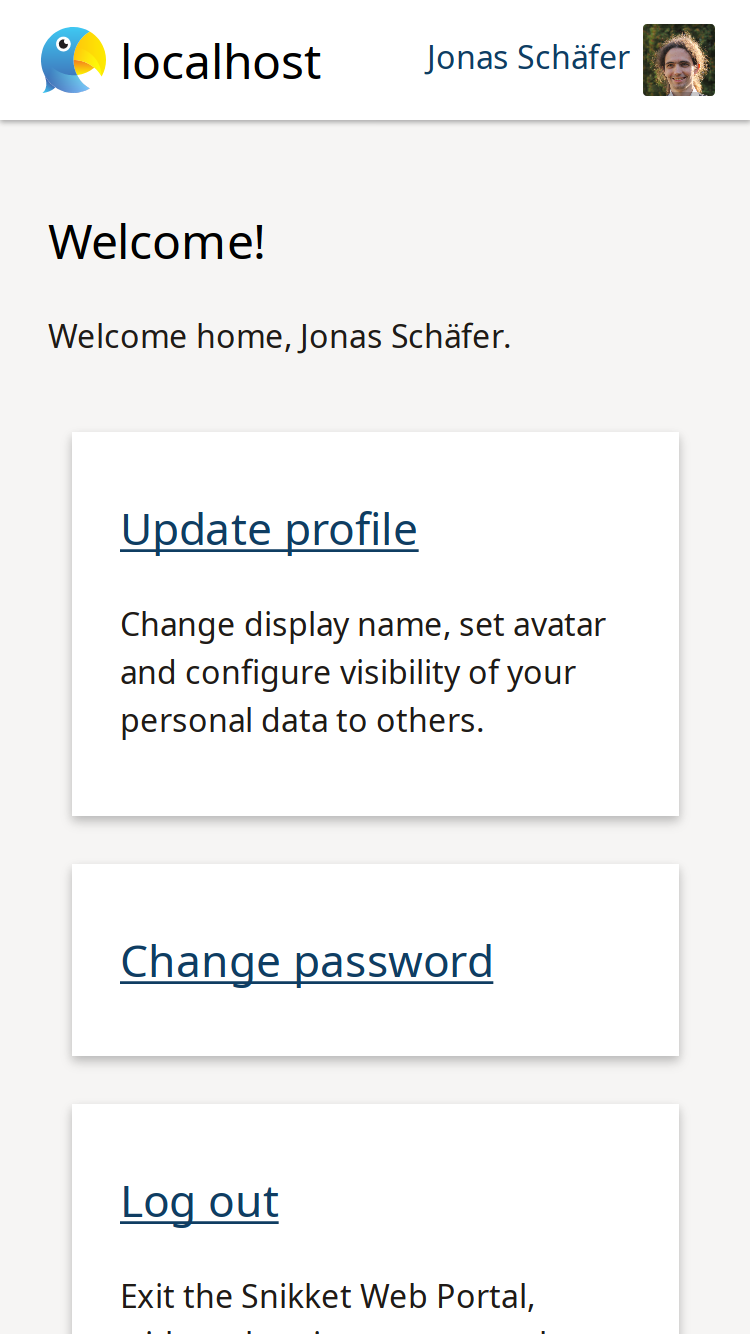 localhost
Jonas Schäfer
Welcome!
Welcome home, Jonas Schäfer.
Update profile
Change display name, set avatar
and configure visibility of your
personal data to others.
Change password
Log out
Exit the Snikket Web Portal,